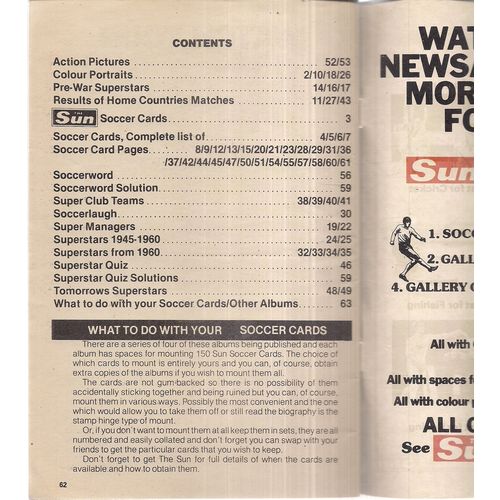 CONTENTS
Action Pictures 52/53
Colour Portraits 2/10/18/26
Pre-War Superstars 14/16/17
Results of Home Countries Matches 11/27/43
THE Sun Soccer Cards. 3
Soccer Cards, Complete list of 4/5/6/7
Soccer Card Pages. 8/9/12/13/15/20/21/23/28/29/31/36
/37/42/44/45/47/50/51/54/55/57/58/60/61
Soccerword 56
Soccerword Solution 59
Super Club Teams 38/39/40/41
Soccerlaugh 30
Super Managers 19/22
Superstars 1945-1960 24/25
Superstars from 1960 32/33/34/35
Superstar Quiz 46
Superstar Quiz Solutions 59
Tomorrows Superstars 48/49
What to do with your Soccer Cards/Other Albums. 63
WHAT TO DO WITH YOUR SOCCER CARDS
There are a series of four of these albums being published and each
album has spaces for mounting 150 Sun Soccer Cards. The choice of
which cards to mount is entirely yours and you can, of course, obtain
extra copies of the albums if you wish to mount them all.
The cards are not gum-backed so there is no possibility of them
accidentally sticking together and being ruined but you can, of course,
mount them in various ways. Possibly the most convenient and the one
which would allow you to take them off or still read the biography is the
stamp hinge type of mount.
Or, if you don't want to mount them at all keep them in sets, they are all
numbered and easily collated and don't forget you can swap with your
friends to get the particular cards that you wish to keep.
Don't forget to get The Sun for full details of when the cards are
available and how to obtain them.
62
WAT
NEWSA
MOR
FO
Sun
1. SOCC
2. GALL
4. GALLERY O
All with
All with spaces f
All with colour
ALL O
See Su